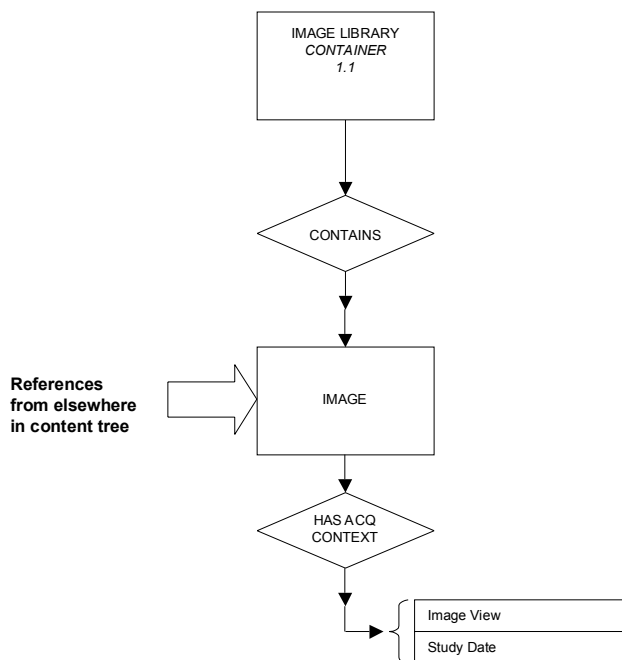 IMAGE LIBRARY
CONTAINER
1.1
CONTAINS
References
from elsewhere
in content tree
IMAGE
HAS ACQ
CONTEXT
Image View
Study Date